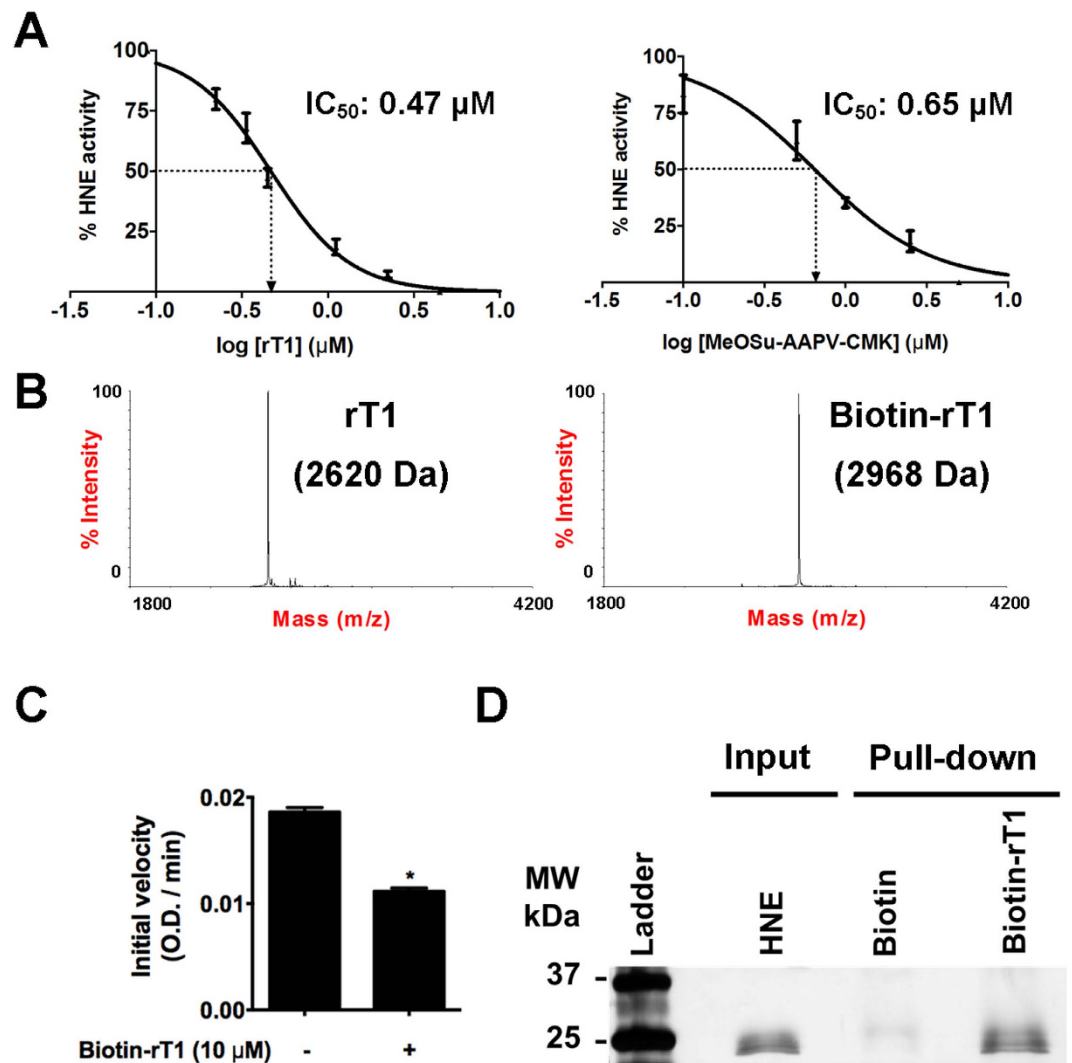 A
100
75
50
25
% HNE activity
IC50: 0.47 µM
-1.5 -1.0 -0.5 0.0 0.5 1.0
log [rT1] (µM)
100
75
50
25
% HNE activity
IC50: 0.65 µM
-1.5 -1.0 -0.5 0.0 0.5 1.0
log [MeOSu-AAPV-CMK] (µM)
B
100
0
% Intensity
rT1
(2620 Da)
1800 4200
Mass (m/z)
100
0
% Intensity
Biotin-rT1
(2968 Da)
1800 4200
Mass (m/z)
C
0.02
0.01
0.00
Initial velocity
(O.D. / min)
*
Biotin-rT1 (10 µM) - +
D
Input Pull-down
MW
kDa
Ladder
HNE
Biotin
Biotin-rT1
37 -
25 -